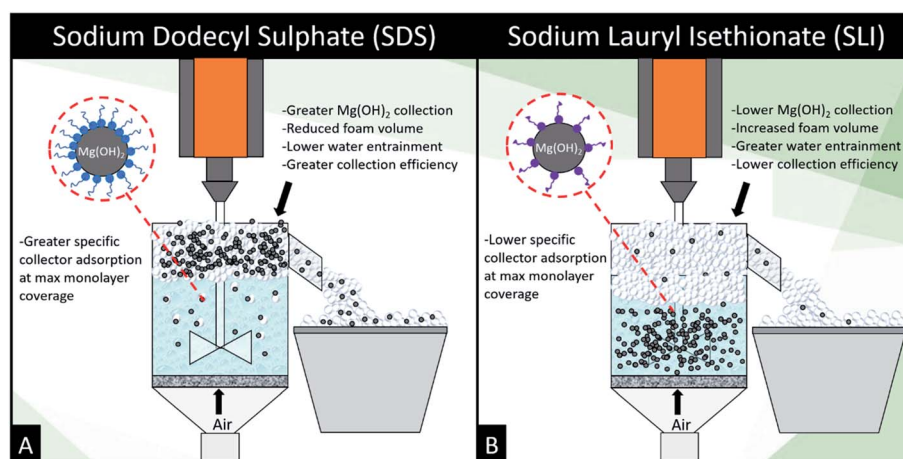 Sodium Dodecyl Sulphate (SDS)
Mg(OH)₂
-Greater Mg(OH)₂ collection
-Reduced foam volume
-Lower water entrainment
-Greater collection efficiency
-Greater specific
collector adsorption
at max monolayer
coverage
Air
A
Sodium Lauryl Isethionate (SLI)
Mg(OH)₂
-Lower Mg(OH)₂ collection
-Increased foam volume
-Greater water entrainment
-Lower collection efficiency
-Lower specific
collector adsorption
at max monolayer
coverage
Air
B